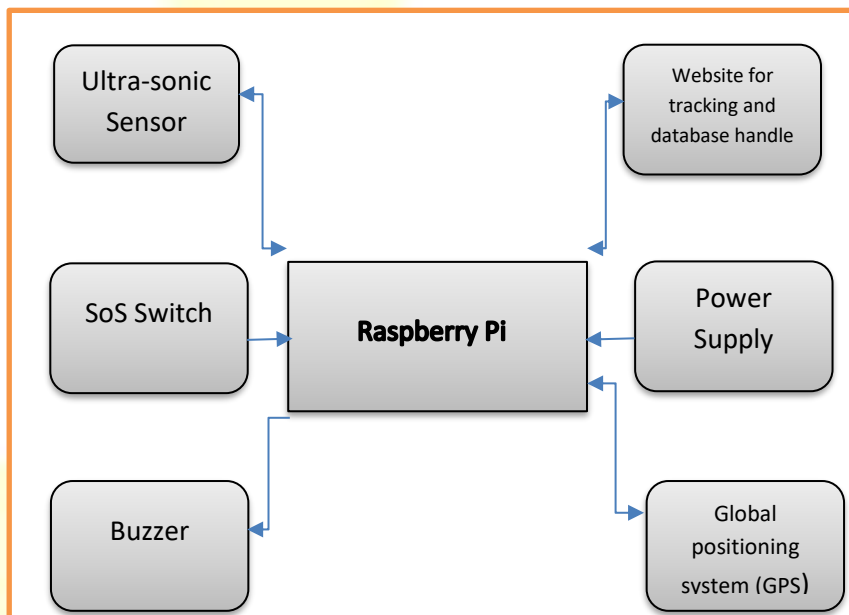 Ultra-sonic
Sensor
Website for
tracking and
database handle
SoS Switch
Raspberry Pi
Power
Supply
Buzzer
Global
positioning
system (GPS)